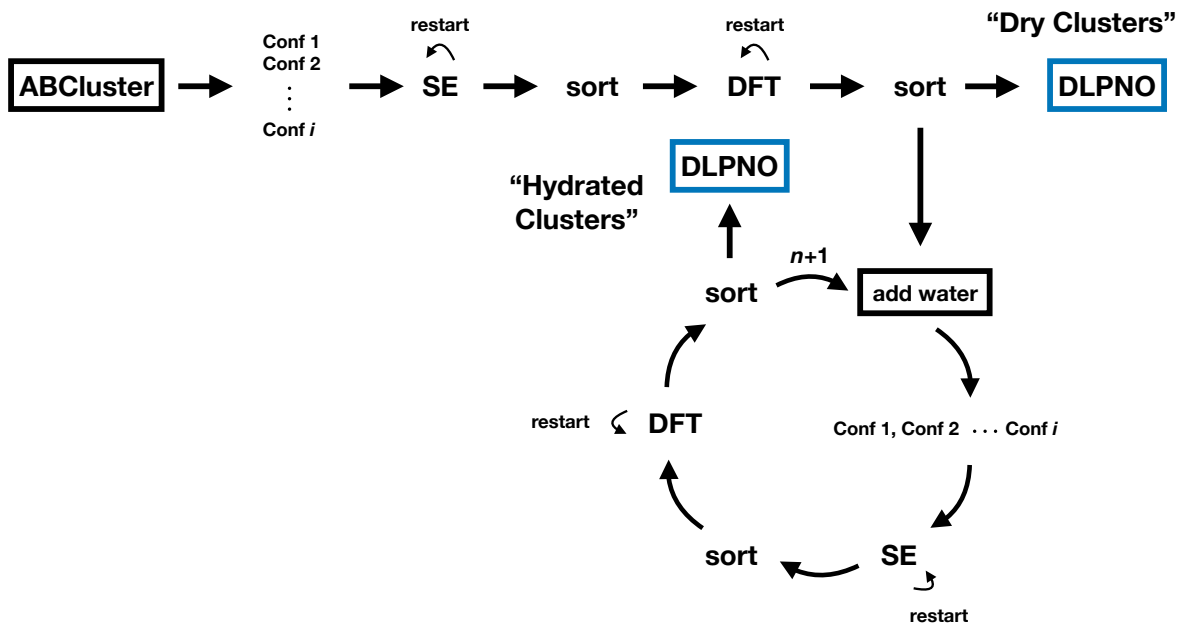 “Dry Clusters”
restart
restart
Conf 1
Conf 2
ABCluster
SE
sort
DFT
sort
DLPNO
Conf i
DLPNO
“Hydrated
Clusters”
n+1
sort
add water
restart
DFT
Conf 1, Conf 2 · · · Conf i
sort
SE
restart